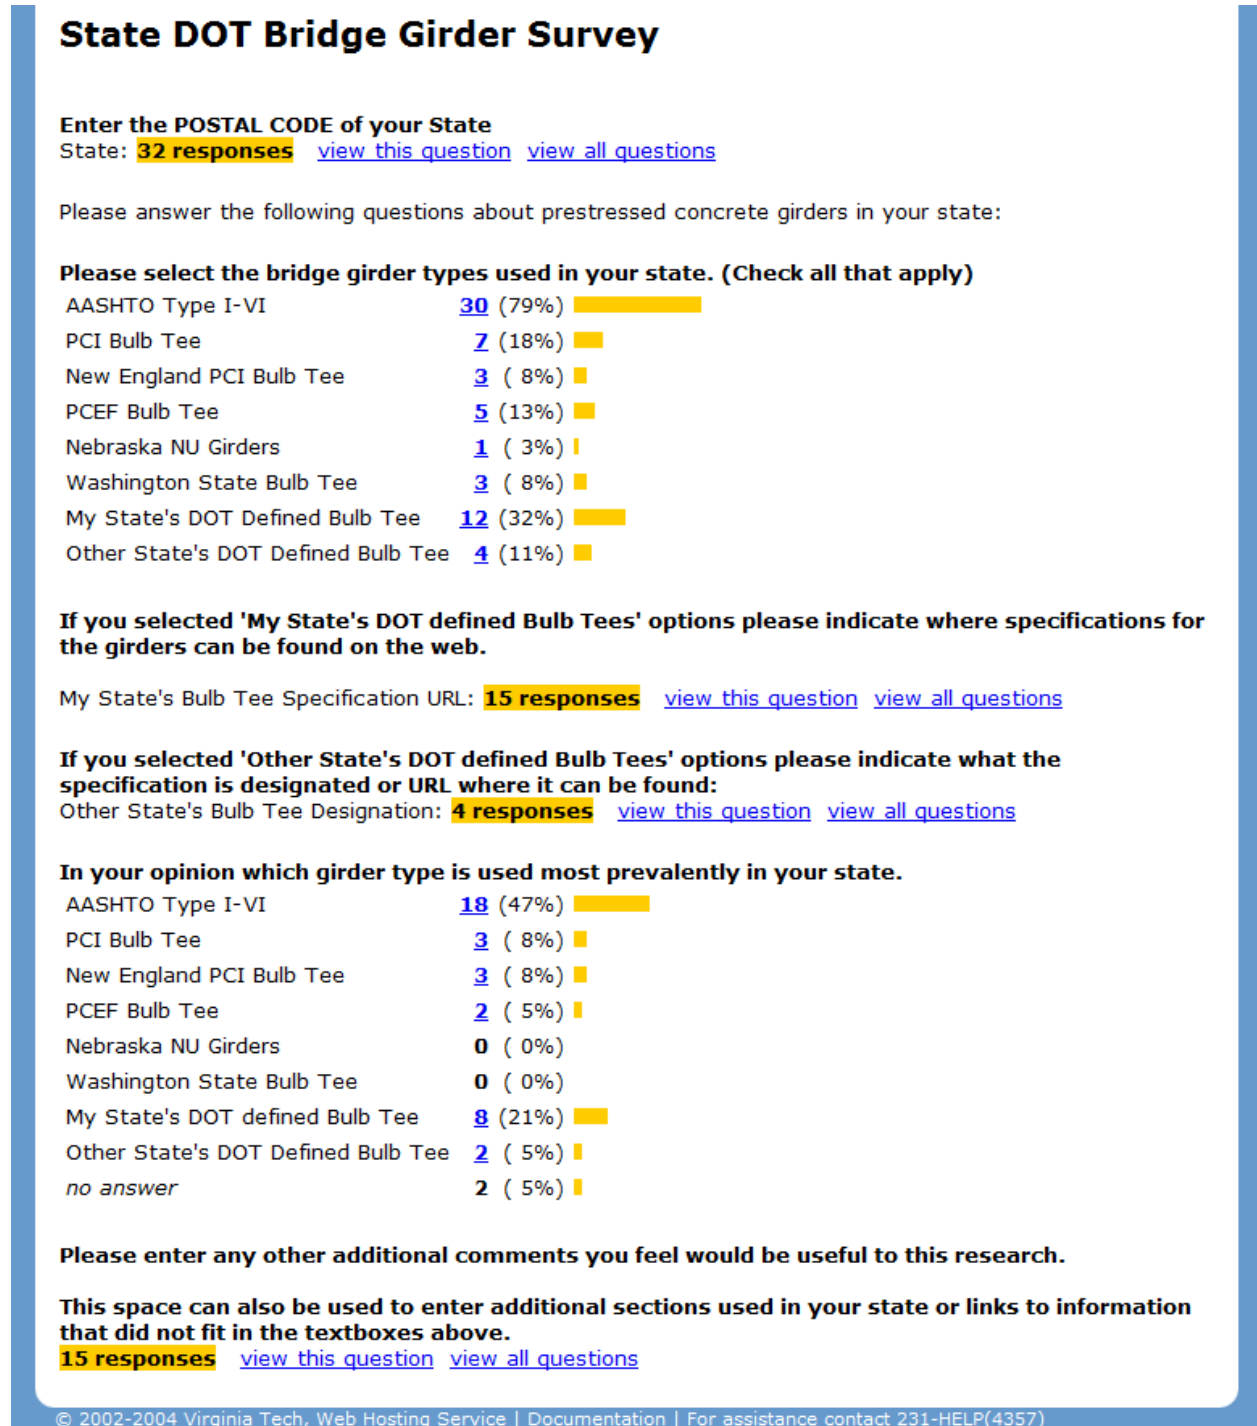 State DOT Bridge Girder Survey
Enter the POSTAL CODE of your State
State: 32 responses view this question view all questions
Please answer the following questions about prestressed concrete girders in your state:
Please select the bridge girder types used in your state. (Check all that apply)
AASHTO Type I-VI 30 (79%)
PCI Bulb Tee 7 (18%)
New England PCI Bulb Tee 3 ( 8%)
PCEF Bulb Tee 5 (13%)
Nebraska NU Girders 1 ( 3%)
Washington State Bulb Tee 3 ( 8%)
My State's DOT Defined Bulb Tee 12 (32%)
Other State's DOT Defined Bulb Tee 4 (11%)
If you selected 'My State's DOT defined Bulb Tees' options please indicate where specifications for
the girders can be found on the web.
My State's Bulb Tee Specification URL: 15 responses view this question view all questions
If you selected 'Other State's DOT defined Bulb Tees' options please indicate what the
specification is designated or URL where it can be found:
Other State's Bulb Tee Designation: 4 responses view this question view all questions
In your opinion which girder type is used most prevalently in your state.
AASHTO Type I-VI 18 (47%)
PCI Bulb Tee 3 ( 8%)
New England PCI Bulb Tee 3 ( 8%)
PCEF Bulb Tee 2 ( 5%)
Nebraska NU Girders 0 ( 0%)
Washington State Bulb Tee 0 ( 0%)
My State's DOT defined Bulb Tee 8 (21%)
Other State's DOT Defined Bulb Tee 2 ( 5%)
no answer 2 ( 5%)
Please enter any other additional comments you feel would be useful to this research.
This space can also be used to enter additional sections used in your state or links to information
that did not fit in the textboxes above.
15 responses view this question view all questions
© 2002-2004 Virginia Tech, Web Hosting Service | Documentation | For assistance contact 231-HELP(4357)